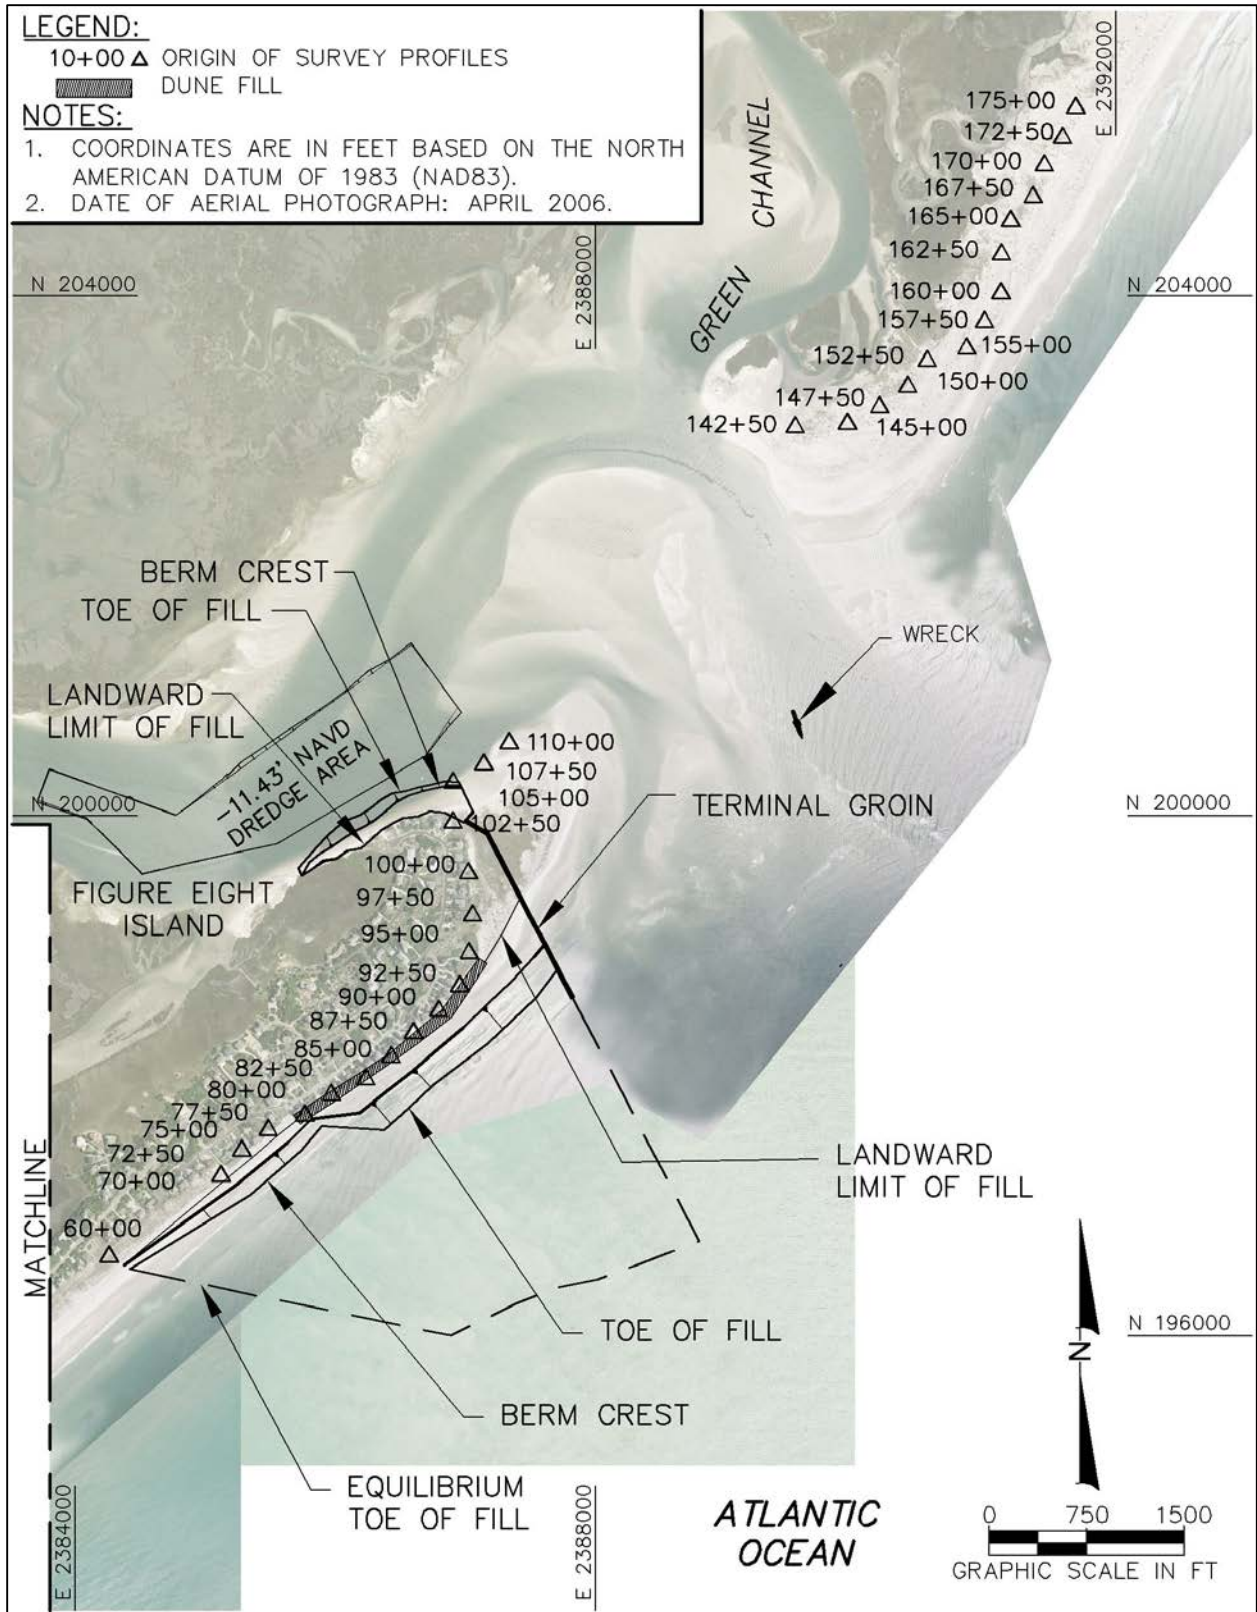 LEGEND:
10+00 △ ORIGIN OF SURVEY PROFILES
DUNE FILL
NOTES:
1. COORDINATES ARE IN FEET BASED ON THE NORTH
AMERICAN DATUM OF 1983 (NAD83).
2. DATE OF AERIAL PHOTOGRAPH: APRIL 2006.
E 2392000
175+00
172+50
170+00
167+50
165+00
162+50
160+00
157+50
155+00
152+50
150+00
147+50
145+00
142+50
GREEN CHANNEL
E 2388000
N 204000
N 204000
BERM CREST
TOE OF FILL
LANDWARD
LIMIT OF FILL
WRECK
-11.43' NAVD
DREDGE AREA
N 200000
N 200000
110+00
107+50
105+00
102+50
TERMINAL GROIN
FIGURE EIGHT
ISLAND
100+00
97+50
95+00
92+50
90+00
87+50
85+00
82+50
80+00
77+50
75+00
72+50
70+00
60+00
MATCHLINE
LANDWARD
LIMIT OF FILL
TOE OF FILL
BERM CREST
EQUILIBRIUM
TOE OF FILL
N 196000
N
E 2384000
E 2388000
ATLANTIC
OCEAN
0 750 1500
GRAPHIC SCALE IN FT